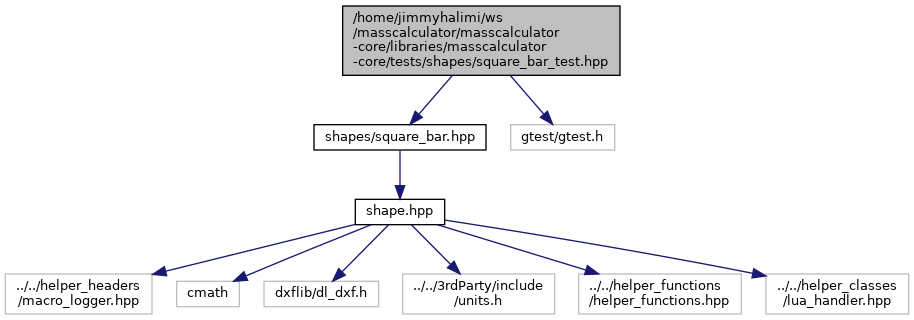 /home/jimmyhalimi/ws
/masscalculator/masscalculator
-core/libraries/masscalculator
-core/tests/shapes/square_bar_test.hpp
shapes/square_bar.hpp
gtest/gtest.h
shape.hpp
../../helper_headers
/macro_logger.hpp
cmath
dxflib/dl_dxf.h
../../3rdParty/include
/units.h
../../helper_functions
/helper_functions.hpp
../../helper_classes
/lua_handler.hpp